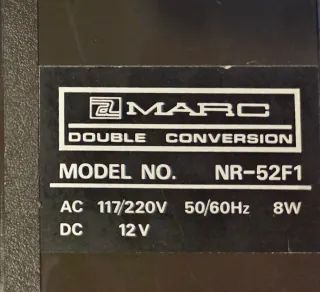 MARC
DOUBLE CONVERSION
MODEL NO. NR-52F1
AC 117/220V 50/60Hz 8W
DC 12V